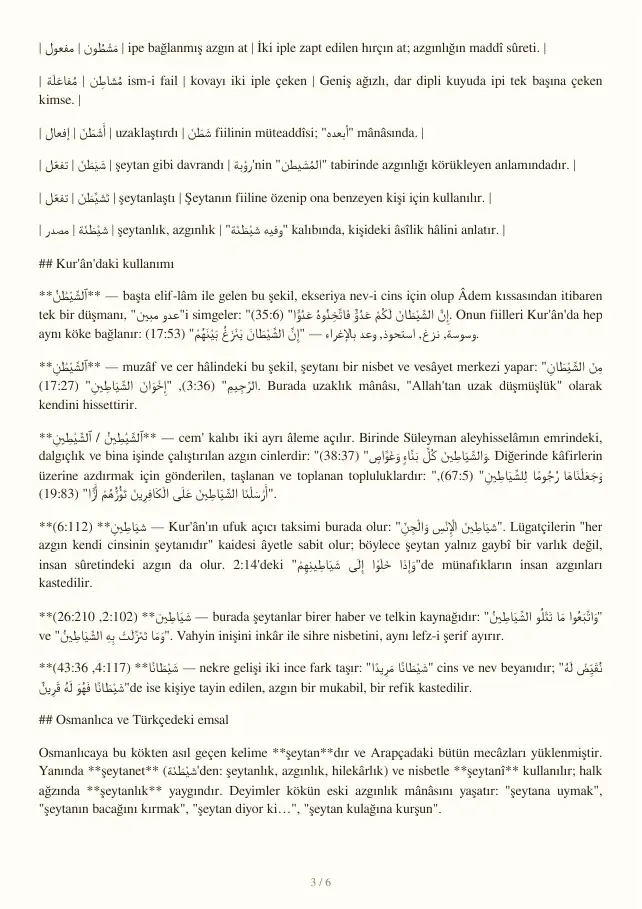 | مفعول | مَشْطُون | ipe bağlanmış azgın at | İki iple zapt edilen hırçın at; azgınlığın maddî sûreti. |
| مُفاعَلَة | مُشاطِن ism-i fail | kovayı iki iple çeken | Geniş ağızlı, dar dipli kuyuda ipi tek başına çeken
kimse. |
| إفعال | أَشْطَنَ | uzaklaştırdı | شَطَنَ fiilinin müteaddîsi; "أبعده" mânâsında. |
| تفعّل | شَيْطَنَ | şeytan gibi davrandı | رؤبة'nin "المُشَيطن" tabirinde azgınlığı körükleyen anlamındadır. |
| تفعّل | تَشَيْطَنَ | şeytanlaştı | Şeytanın fiiline özenip ona benzeyen kişi için kullanılır. |
| مصدر | شَيْطَنَة | şeytanlık, azgınlık | "وفيه شَيْطَنَة" kalıbında, kişideki âsîlik hâlini anlatır. |
## Kur'ân'daki kullanımı
**ٱلشَّيْطَٰنُ** — başta elif-lâm ile gelen bu şekil, ekseriya nev-i cins için olup Âdem kıssasından itibaren
tek bir düşmanı, "عدو مبين"i simgeler: "إِنَّ الشَّيْطَانَ لَكُمْ عَدُوٌّ فَاتَّخِذُوهُ عَدُوًّا" (35:6). Onun fiilleri Kur'ân'da hep
aynı köke bağlanır: (17:53) "إِنَّ الشَّيْطَانَ يَنزَغُ بَيْنَهُمْ" — وسوسة, نزغ, استحوذ, وعد بالإغراء.
**ٱلشَّيْطَٰنِ** — muzâf ve cer hâlindeki bu şekil, şeytanı bir nisbet ve vesâyet merkezi yapar: "مِنَ الشَّيْطَانِ
الرَّجِيمِ" (3:36), "إِخْوَانَ الشَّيَاطِينِ" (17:27). Burada uzaklık mânâsı, "Allah'tan uzak düşmüşlük" olarak
kendini hissettirir.
**ٱلشَّيَٰطِينُ / ٱلشَّيَٰطِينِ** — cem' kalıbı iki ayrı âleme açılır. Birinde Süleyman aleyhisselâmın emrindeki,
dalgıçlık ve bina işinde çalıştırılan azgın cinlerdir: "وَالشَّيَاطِينَ كُلَّ بَنَّاءٍ وَغَوَّاصٍ" (38:37). Diğerinde kâfirlerin
üzerine azdırmak için gönderilen, taşlanan ve toplanan topluluklardır: "وَجَعَلْنَاهَا رُجُومًا لِلشَّيَاطِينِ" (67:5),
"أَرْسَلْنَا الشَّيَاطِينَ عَلَى الْكَافِرِينَ تَؤُزُّهُمْ أَزًّا" (19:83).
**شَيَاطِينَ** (6:112) — Kur'ân'ın ufuk açıcı taksimi burada olur: "شَيَاطِينَ الْإِنسِ وَالْجِنِّ". Lügatçilerin "her
azgın kendi cinsinin şeytanıdır" kaidesi âyetle sabit olur; böylece şeytan yalnız gaybî bir varlık değil,
insan sûretindeki azgın da olur. 2:14'deki "وَإِذَا خَلَوْا إِلَى شَيَاطِينِهِمْ"de münafıkların insan azgınları
kastedilir.
**شَيَاطِين** (2:102, 26:210) — burada şeytanlar birer haber ve telkin kaynağıdır: "وَاتَّبَعُوا مَا تَتْلُو الشَّيَاطِينُ"
ve "وَمَا تَنَزَّلَتْ بِهِ الشَّيَاطِينُ". Vahyin inişini inkâr ile sihre nisbetini, aynı lefz-i şerif ayırır.
**شَيْطَانًا** (4:117, 43:36) — nekre gelişi iki ince fark taşır: "شَيْطَانًا مَرِيدًا" cins ve nev beyanıdır; "نُقَيِّضْ لَهُ
شَيْطَانًا فَهُوَ لَهُ قَرِينٌ"de ise kişiye tayin edilen, azgın bir mukabil, bir refik kastedilir.
## Osmanlıca ve Türkçedeki emsal
Osmanlıcaya bu kökten asıl geçen kelime **şeytan**dır ve Arapçadaki bütün mecâzları yüklenmiştir.
Yanında **şeytanet** (شَيْطَنَة'den: şeytanlık, azgınlık, hilekârlık) ve nisbetle **şeytanî** kullanılır; halk
ağzında **şeytanlık** yaygındır. Deyimler kökün eski azgınlık mânâsını yaşatır: "şeytana uymak",
"şeytanın bacağını kırmak", "şeytan diyor ki…", "şeytan kulağına kurşun".
3 / 6